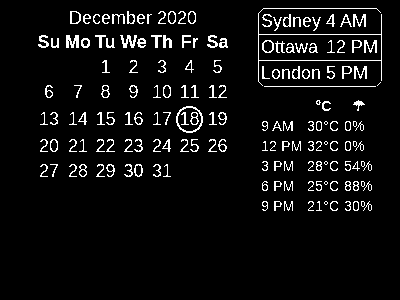 December 2020
Su Mo Tu We Th Fr Sa
1 2 3 4 5
6 7 8 9 10 11 12
13 14 15 16 17 18 19
20 21 22 23 24 25 26
27 28 29 30 31
Sydney 4 AM
Ottawa 12 PM
London 5 PM
°C ☂
9 AM 30°C 0%
12 PM 32°C 0%
3 PM 28°C 54%
6 PM 25°C 88%
9 PM 21°C 30%